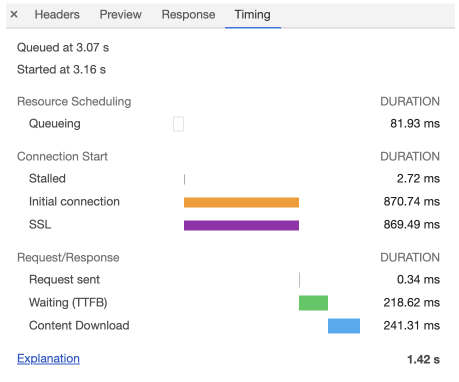 × Headers Preview Response Timing
Queued at 3.07 s
Started at 3.16 s
Resource Scheduling DURATION
Queueing 81.93 ms
Connection Start DURATION
Stalled 2.72 ms
Initial connection 870.74 ms
SSL 869.49 ms
Request/Response DURATION
Request sent 0.34 ms
Waiting (TTFB) 218.62 ms
Content Download 241.31 ms
Explanation 1.42 s